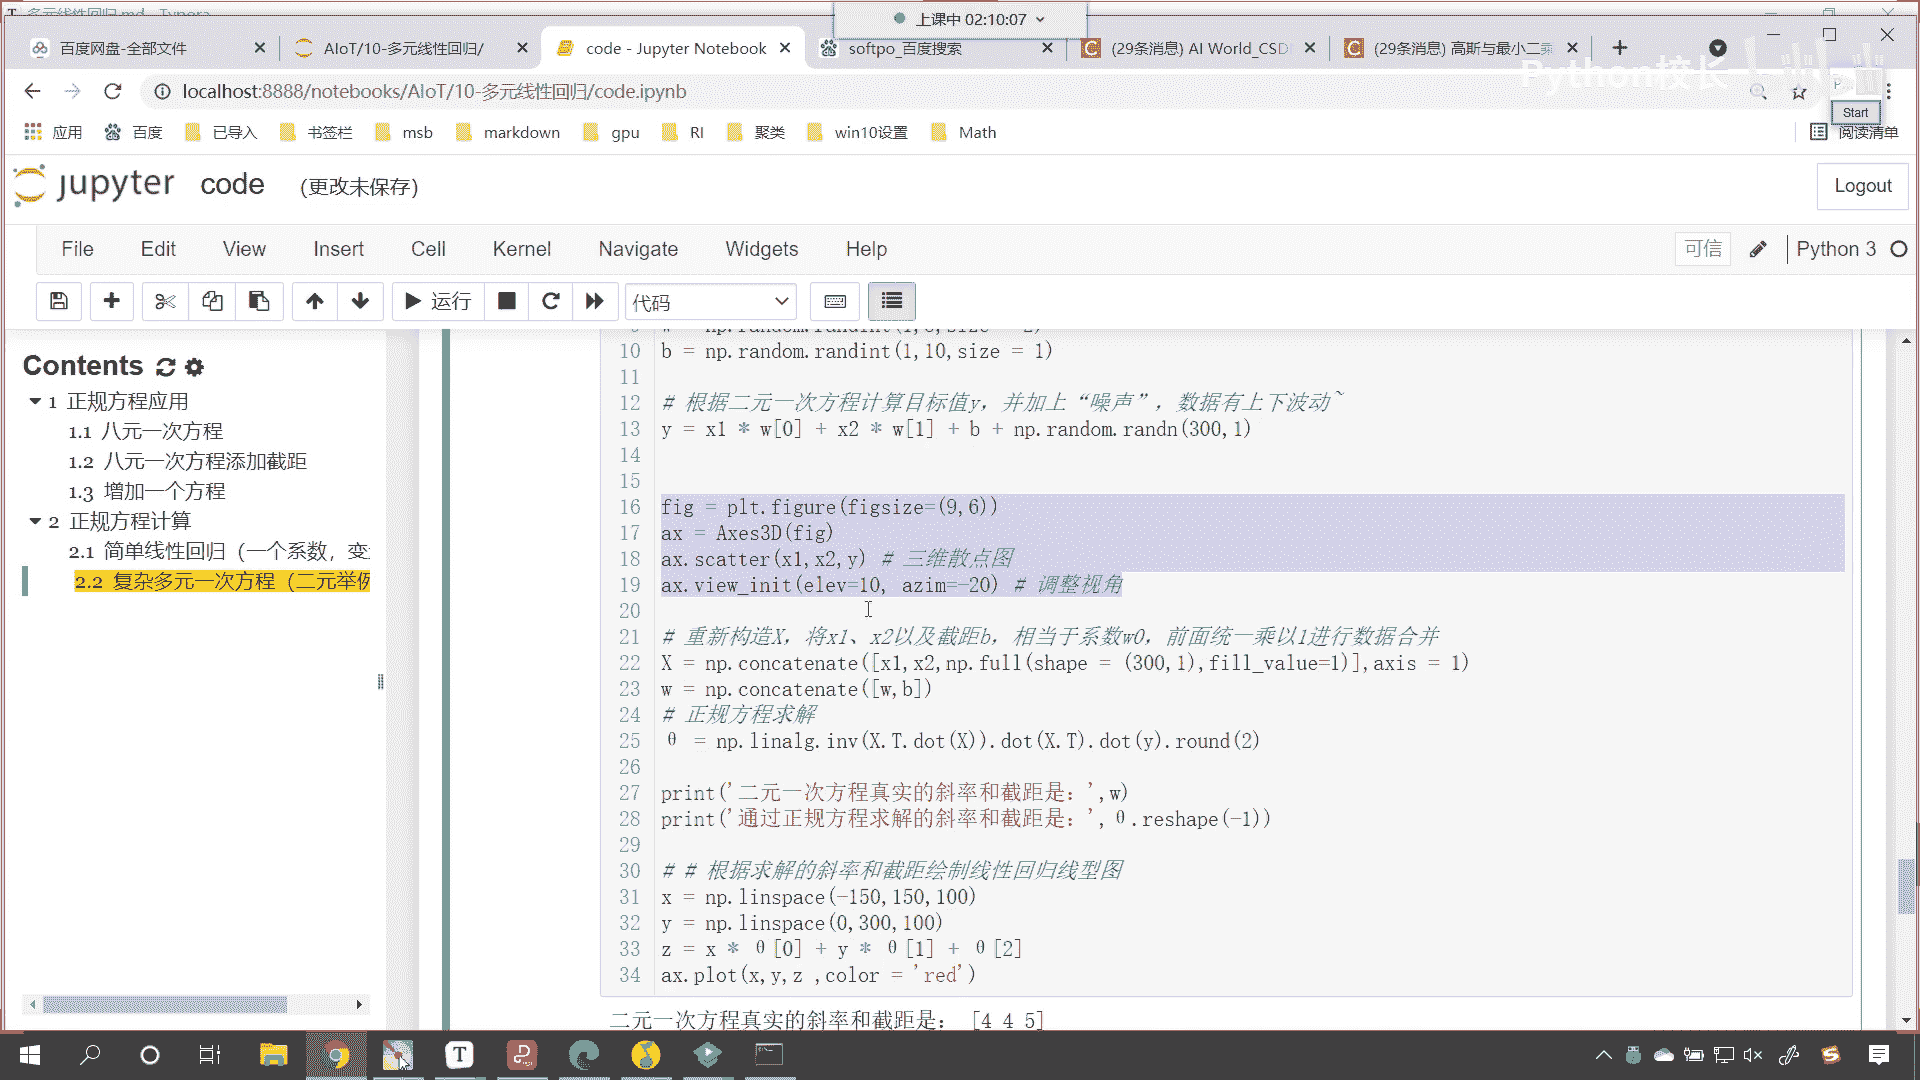 上课中 02:10:07
百度网盘-全部文件
AIoT/10-多元线性回归/
code - Jupyter Notebook
softpo_百度搜索
(29条消息) AI World_CSD
(29条消息) 高斯与最小二乘
localhost:8888/notebooks/AIoT/10-多元线性回归/code.ipynb
Python校长
Start
应用
百度
已导入
书签栏
msb
markdown
gpu
RI
聚类
win10设置
Math
阅读清单
jupyter code (更改未保存)
Logout
File
Edit
View
Insert
Cell
Kernel
Navigate
Widgets
Help
可信
Python 3
运行
代码
Contents
1 正规方程应用
1.1 八元一次方程
1.2 八元一次方程添加截距
1.3 增加一个方程
2 正规方程计算
2.1 简单线性回归（一个系数，变
2.2 复杂多元一次方程（二元举例
10 b = np.random.randint(1,10,size = 1)
11
12 # 根据二元一次方程计算目标值y，并加上“噪声”，数据有上下波动~
13 y = x1 * w[0] + x2 * w[1] + b + np.random.randn(300,1)
14
15
16 fig = plt.figure(figsize=(9,6))
17 ax = Axes3D(fig)
18 ax.scatter(x1,x2,y) # 三维散点图
19 ax.view_init(elev=10, azim=-20) # 调整视角
20
21 # 重新构造X，将x1、x2以及截距b，相当于系数w0，前面统一乘以1进行数据合并
22 X = np.concatenate([x1,x2,np.full(shape = (300,1),fill_value=1)],axis = 1)
23 w = np.concatenate([w,b])
24 # 正规方程求解
25 θ = np.linalg.inv(X.T.dot(X)).dot(X.T).dot(y).round(2)
26
27 print('二元一次方程真实的斜率和截距是：',w)
28 print('通过正规方程求解的斜率和截距是：',θ.reshape(-1))
29
30 # # 根据求解的斜率和截距绘制线性回归线型图
31 x = np.linspace(-150,150,100)
32 y = np.linspace(0,300,100)
33 z = x * θ[0] + y * θ[1] + θ[2]
34 ax.plot(x,y,z ,color = 'red')
二元一次方程真实的斜率和截距是： [4 4 5]